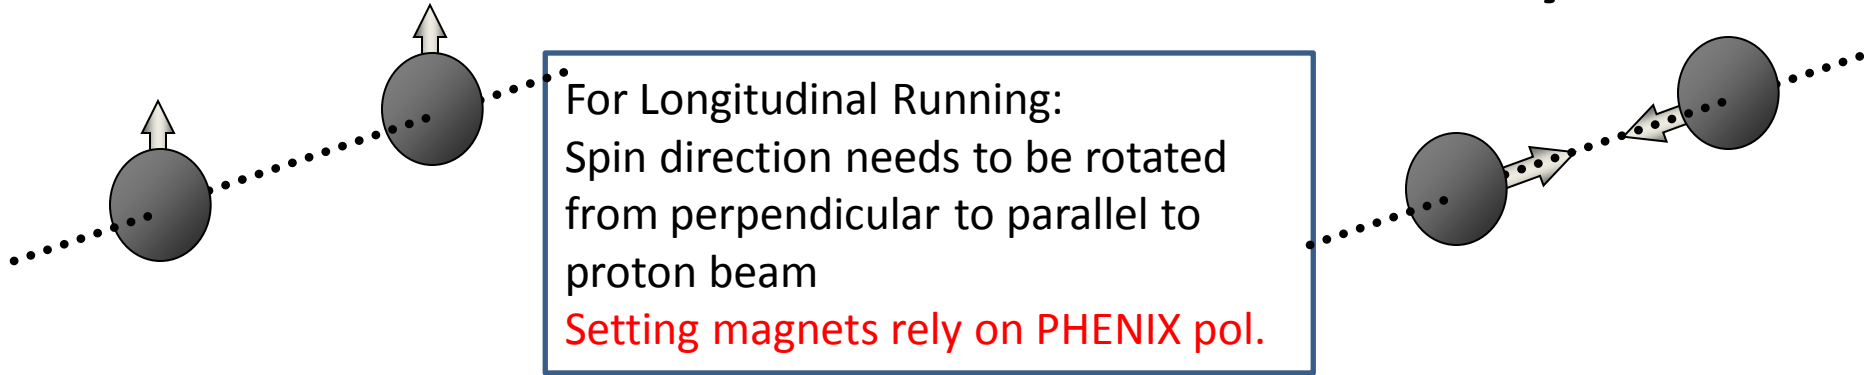 For Longitudinal Running:
Spin direction needs to be rotated
from perpendicular to parallel to
proton beam
Setting magnets rely on PHENIX pol.